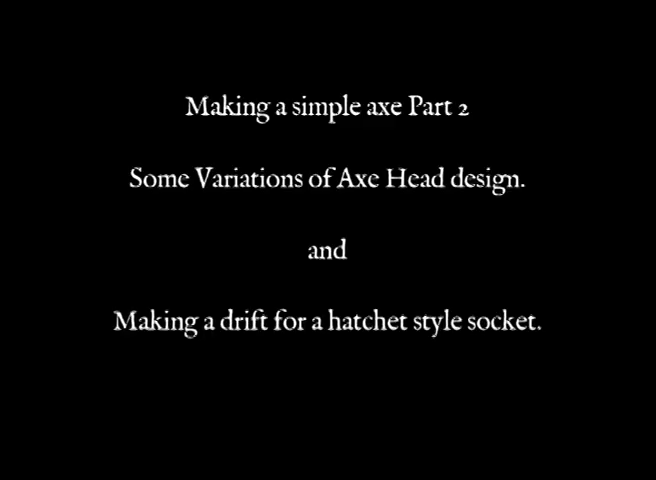 Making a simple axe Part 2
Some Variations of Axe Head design.
and
Making a drift for a hatchet style socket.